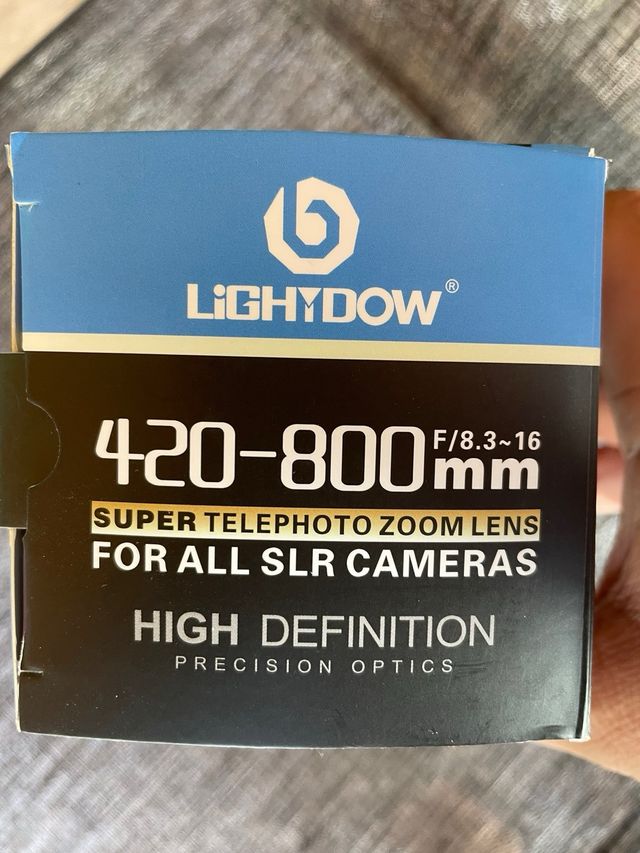 LiGHTDOW®
420-800mm F/8.3~16
SUPER TELEPHOTO ZOOM LENS
FOR ALL SLR CAMERAS
HIGH DEFINITION
PRECISION OPTICS